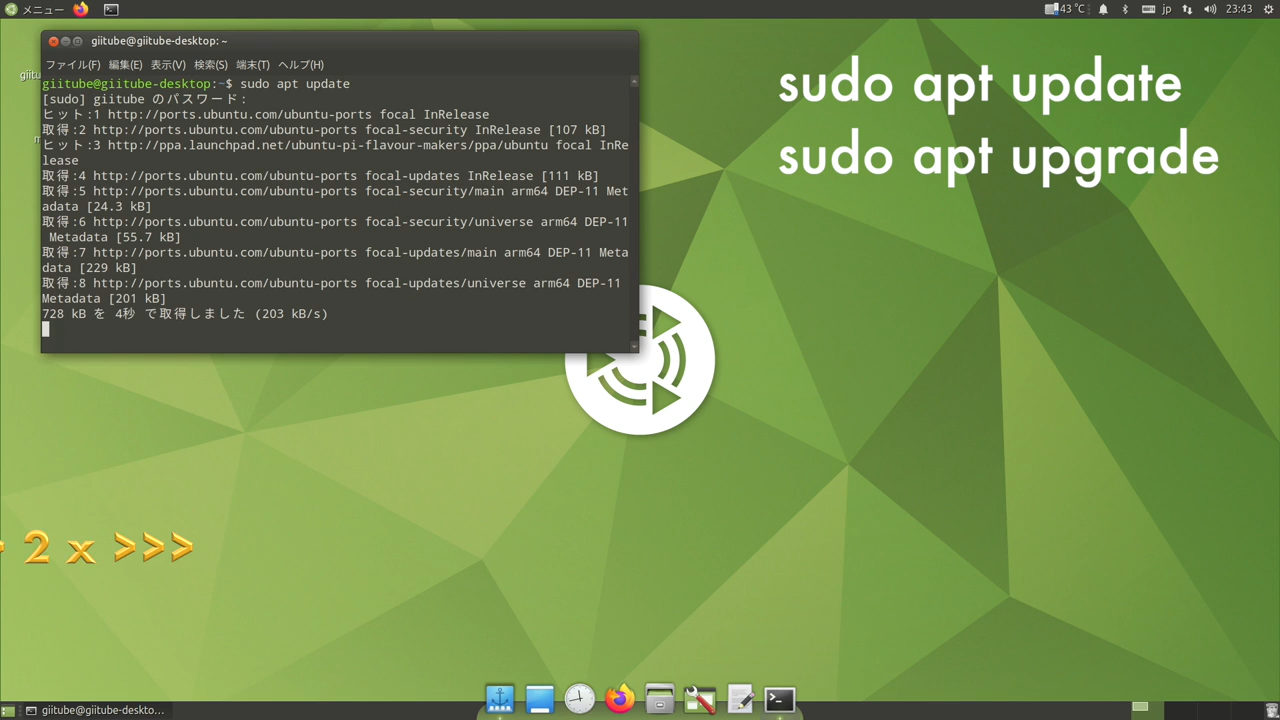 メニュー
43 °C
jp
23:43
giitube@giitube-desktop: ~
ファイル(F) 編集(E) 表示(V) 検索(S) 端末(T) ヘルプ(H)
giitube@giitube-desktop:~$ sudo apt update
[sudo] giitube のパスワード:
ヒット:1 http://ports.ubuntu.com/ubuntu-ports focal InRelease
取得:2 http://ports.ubuntu.com/ubuntu-ports focal-security InRelease [107 kB]
ヒット:3 http://ppa.launchpad.net/ubuntu-pi-flavour-makers/ppa/ubuntu focal InRe
lease
取得:4 http://ports.ubuntu.com/ubuntu-ports focal-updates InRelease [111 kB]
取得:5 http://ports.ubuntu.com/ubuntu-ports focal-security/main arm64 DEP-11 Met
adata [24.3 kB]
取得:6 http://ports.ubuntu.com/ubuntu-ports focal-security/universe arm64 DEP-11
Metadata [55.7 kB]
取得:7 http://ports.ubuntu.com/ubuntu-ports focal-updates/main arm64 DEP-11 Meta
data [229 kB]
取得:8 http://ports.ubuntu.com/ubuntu-ports focal-updates/universe arm64 DEP-11
Metadata [201 kB]
728 kB を 4秒 で取得しました (203 kB/s)
sudo apt update
sudo apt upgrade
2 x >>>
giitube@giitube-deskto...